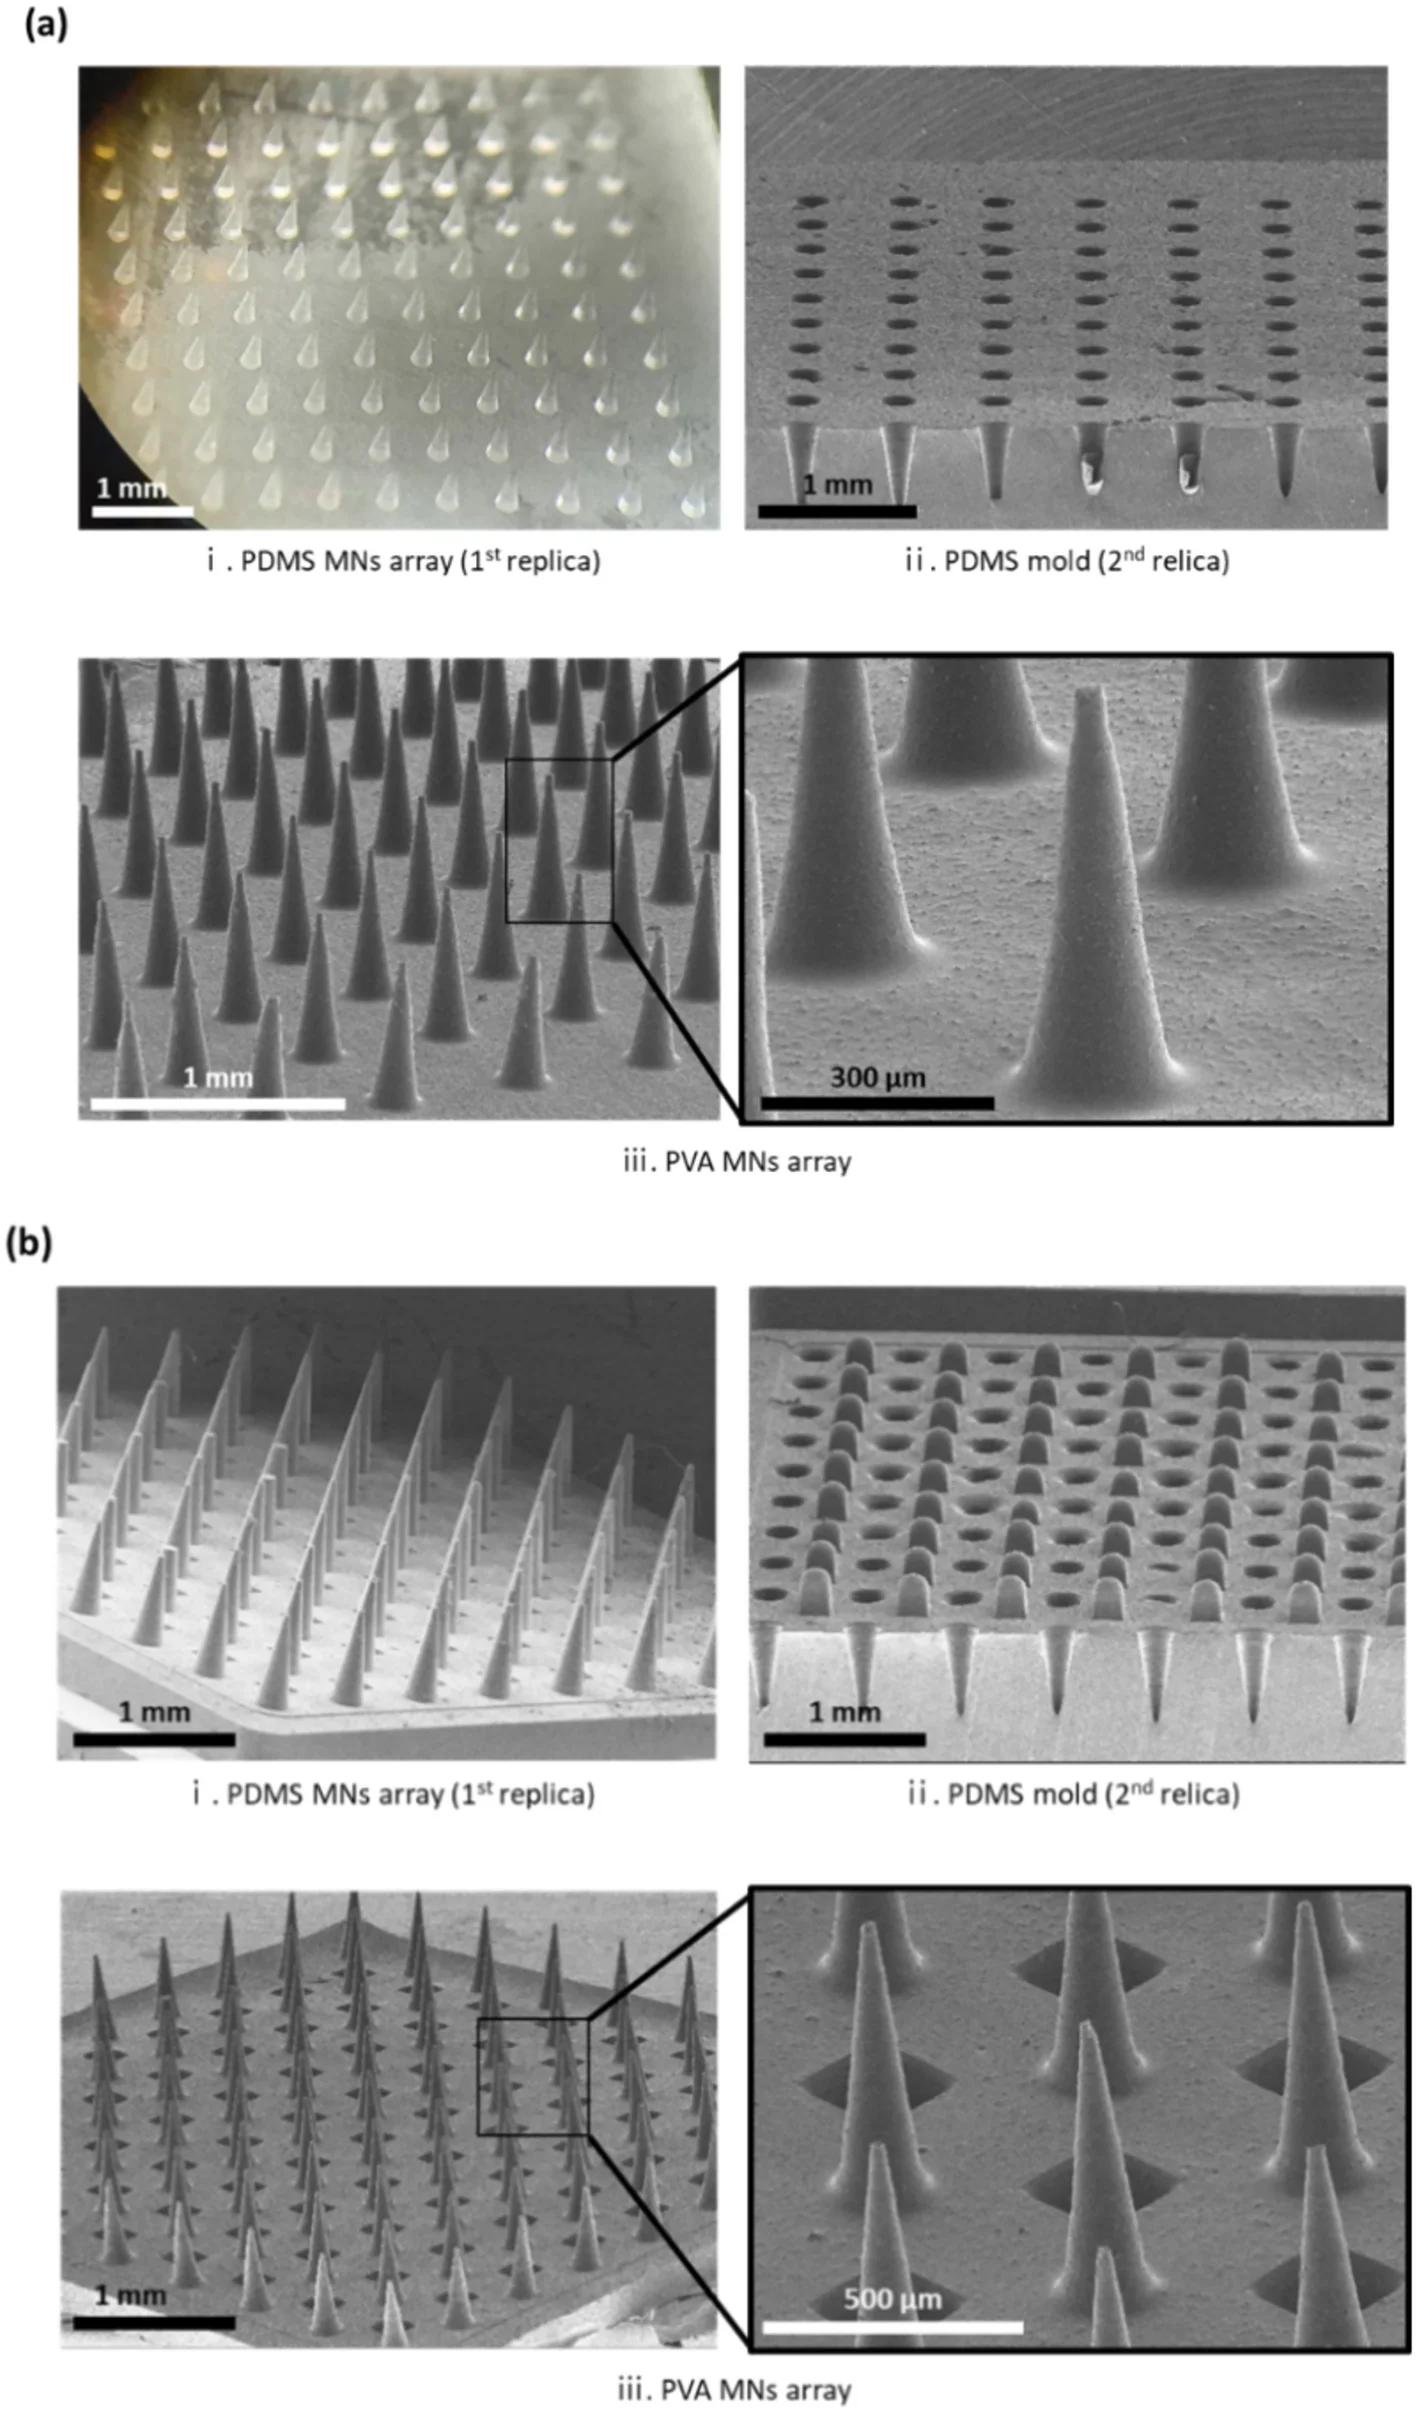 (a)
1 mm
1 mm
i. PDMS MNs array (1st replica)
ii. PDMS mold (2nd relica)
1 mm
300 μm
iii. PVA MNs array
(b)
1 mm
1 mm
i. PDMS MNs array (1st replica)
ii. PDMS mold (2nd relica)
1 mm
500 μm
iii. PVA MNs array